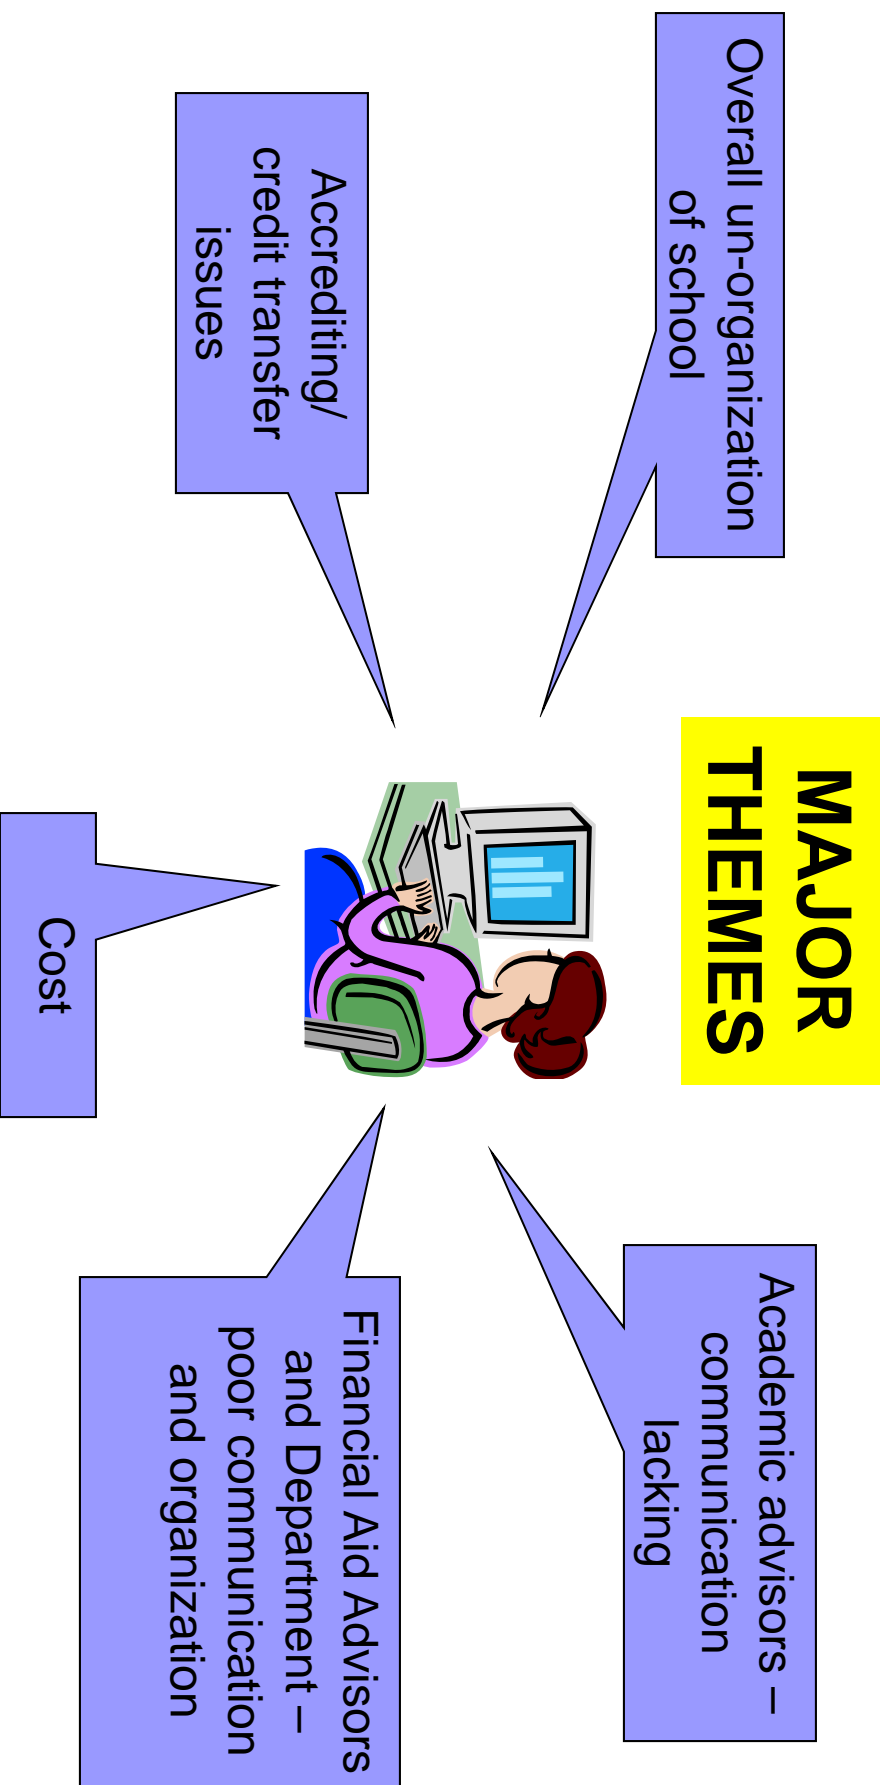 MAJOR
THEMES
Overall un-organization
of school
Academic advisors –
communication
lacking
Accrediting/
credit transfer
issues
Financial Aid Advisors
and Department –
poor communication
and organization
Cost